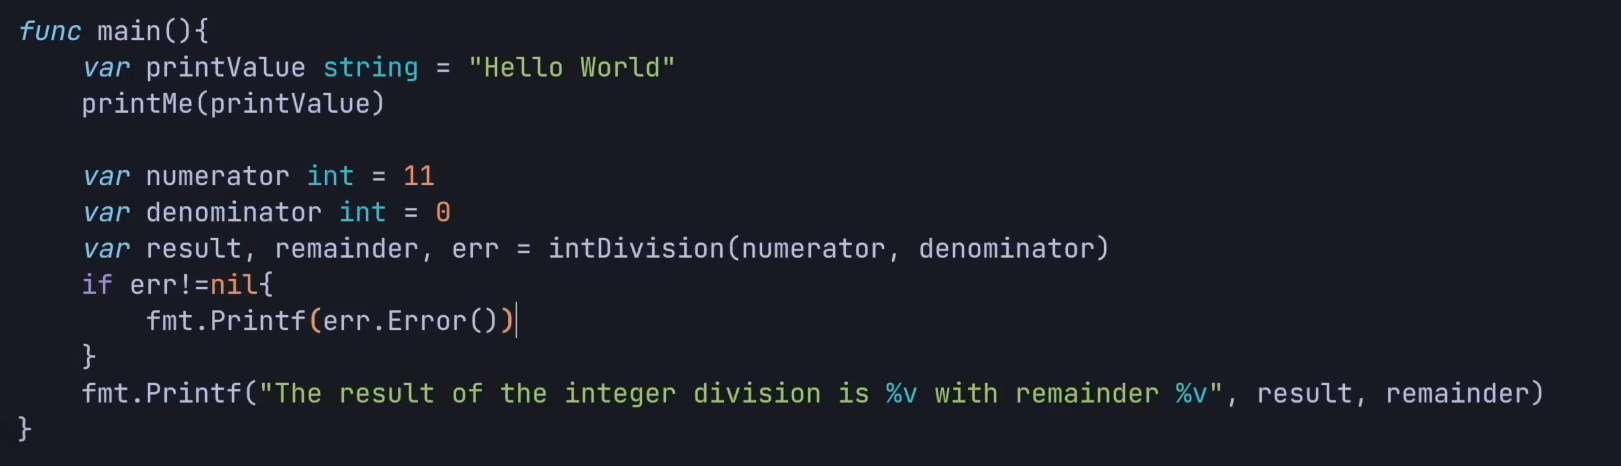 func main(){
    var printValue string = "Hello World"
    printMe(printValue)

    var numerator int = 11
    var denominator int = 0
    var result, remainder, err = intDivision(numerator, denominator)
    if err!=nil{
        fmt.Printf(err.Error())
    }
    fmt.Printf("The result of the integer division is %v with remainder %v", result, remainder)
}